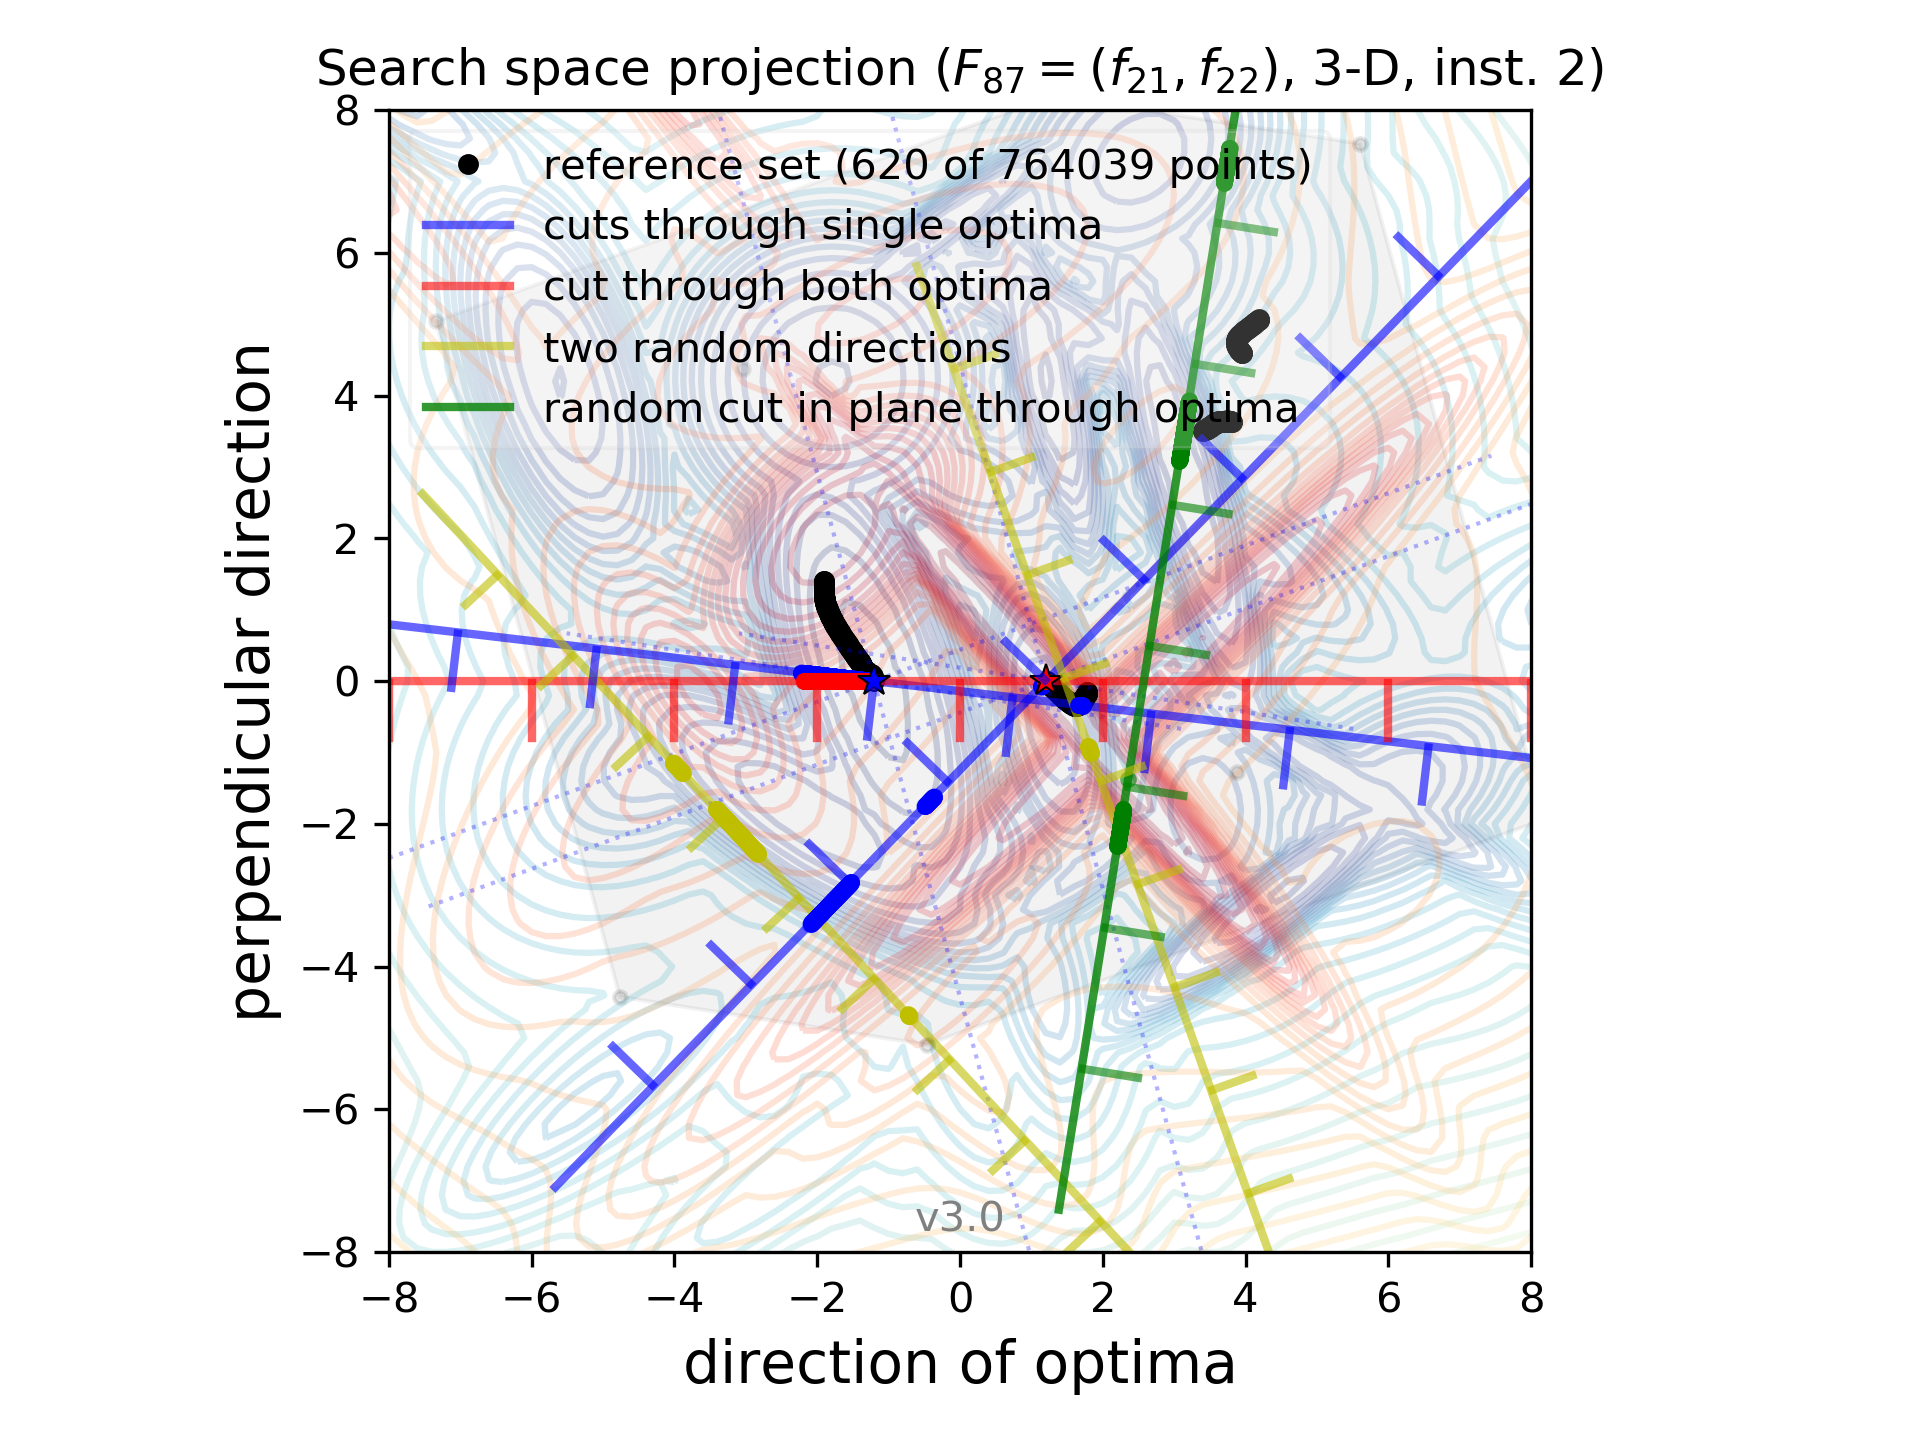 Search space projection (F87 = (f21, f22), 3-D, inst. 2)
reference set (620 of 764039 points)
cuts through single optima
cut through both optima
two random directions
random cut in plane through optima
perpendicular direction
8
6
4
2
0
−2
−4
−6
−8
v3.0
−8 −6 −4 −2 0 2 4 6 8
direction of optima